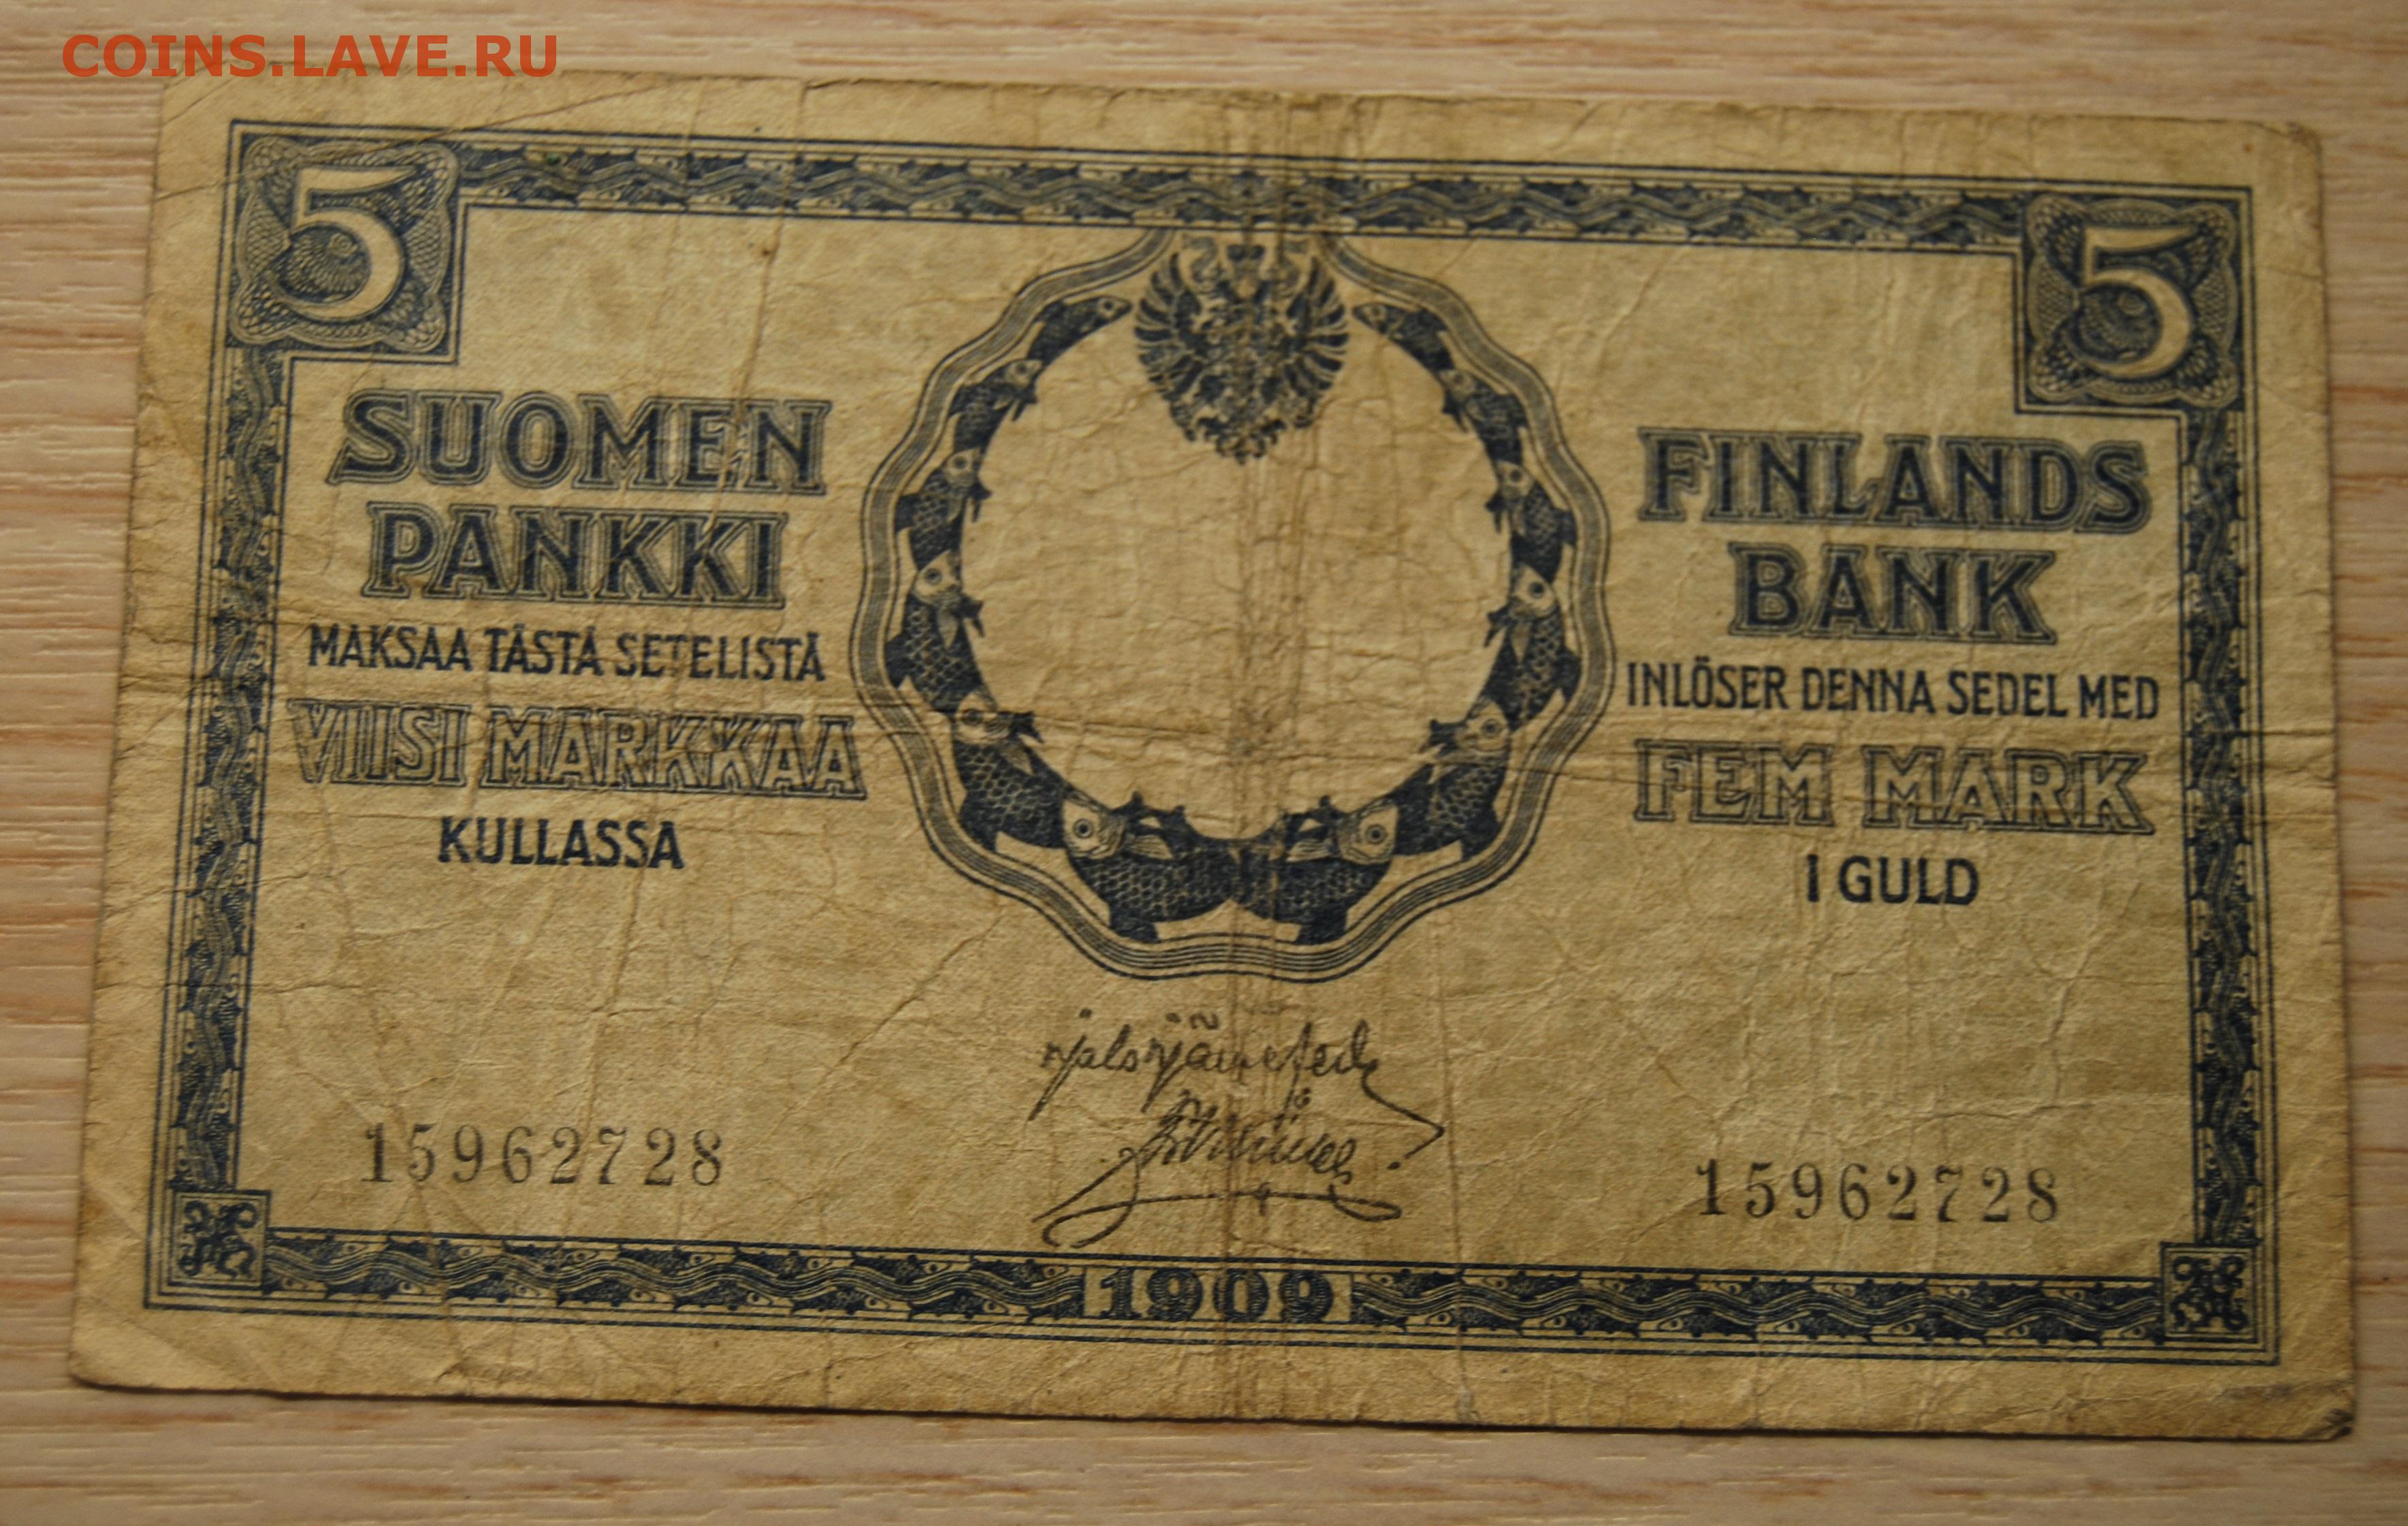 COINS.LAVE.RU
5
5
SUOMEN
PANKKI
MAKSAA TÄSTÄ SETELISTÄ
VIISI MARKKAA
KULLASSA
FINLANDS
BANK
INLÖSER DENNA SEDEL MED
FEM MARK
I GULD
15962728
15962728
1909